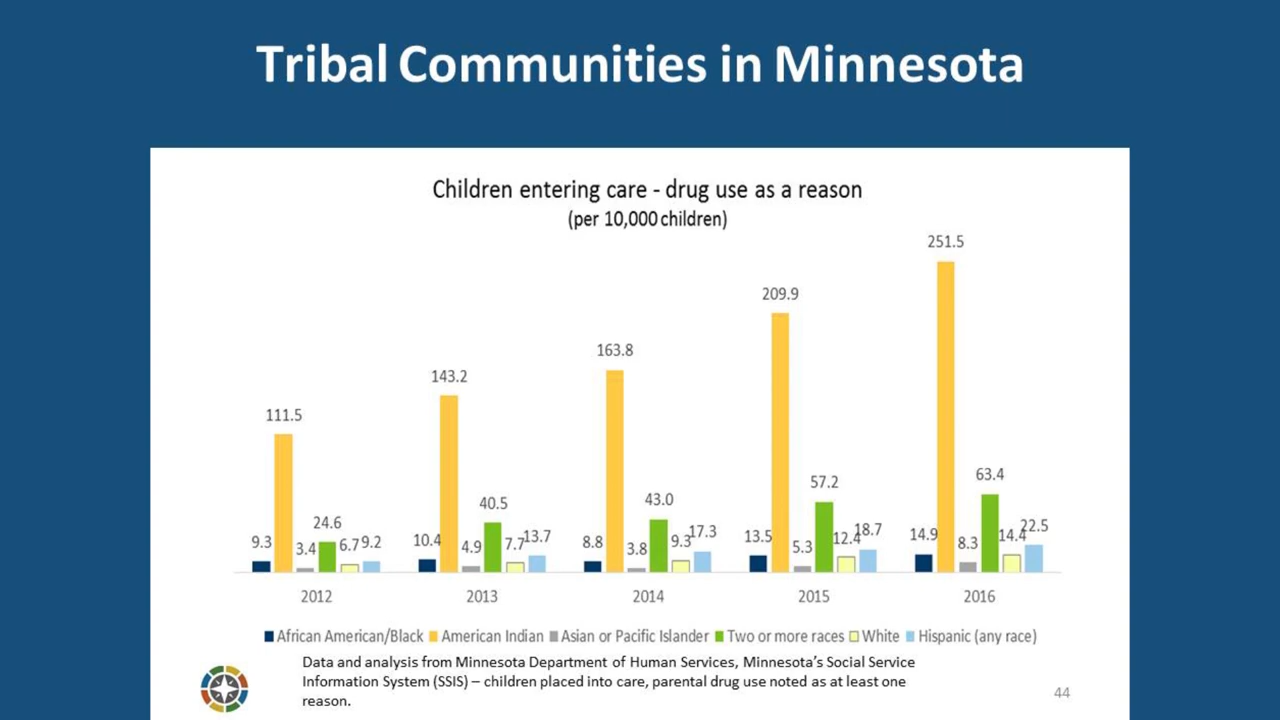 Tribal Communities in Minnesota
Children entering care - drug use as a reason
(per 10,000 children)
9.3 111.5 3.4 24.6 6.7 9.2
10.4 143.2 4.9 40.5 7.7 13.7
8.8 163.8 3.8 43.0 9.3 17.3
13.5 209.9 5.3 57.2 12.4 18.7
14.9 251.5 8.3 63.4 14.4 22.5
2012 2013 2014 2015 2016
African American/Black American Indian Asian or Pacific Islander Two or more races White Hispanic (any race)
Data and analysis from Minnesota Department of Human Services, Minnesota’s Social Service
Information System (SSIS) – children placed into care, parental drug use noted as at least one
reason.
44